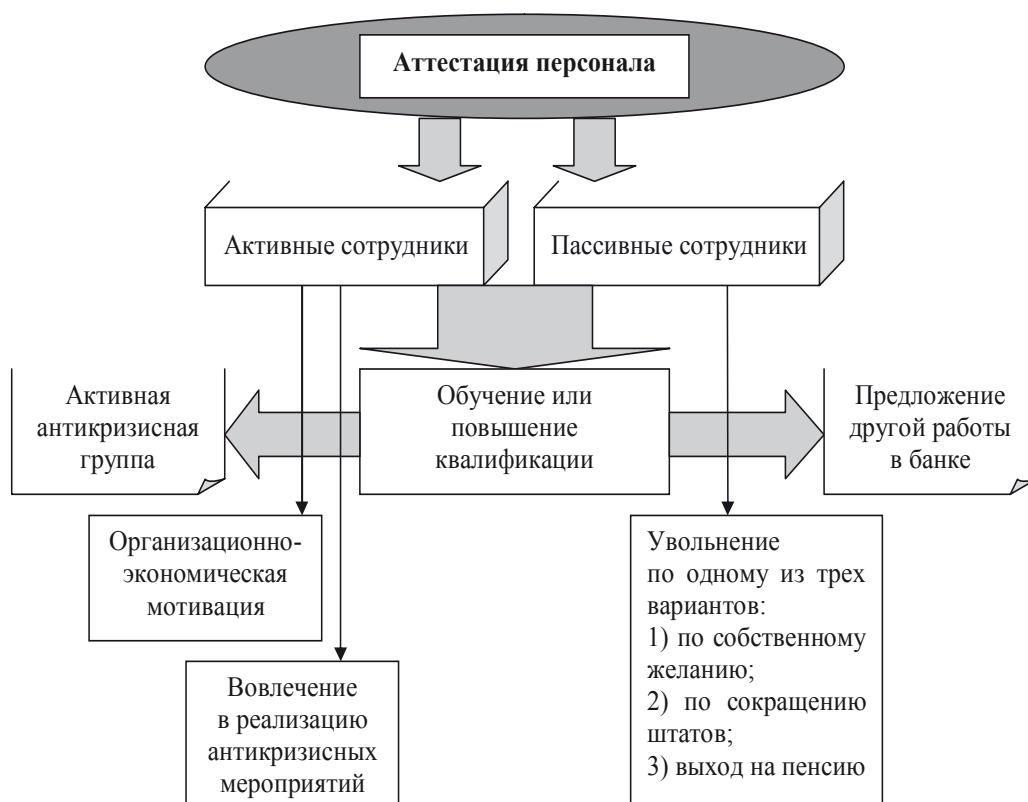 Аттестация персонала
Активные сотрудники
Пассивные сотрудники
Активная
антикризисная
группа
Обучение или
повышение
квалификации
Предложение
другой работы
в банке
Организационно-
экономическая
мотивация
Вовлечение
в реализацию
антикризисных
мероприятий
Увольнение
по одному из трех
вариантов:
1) по собственному
желанию;
2) по сокращению
штатов;
3) выход на пенсию